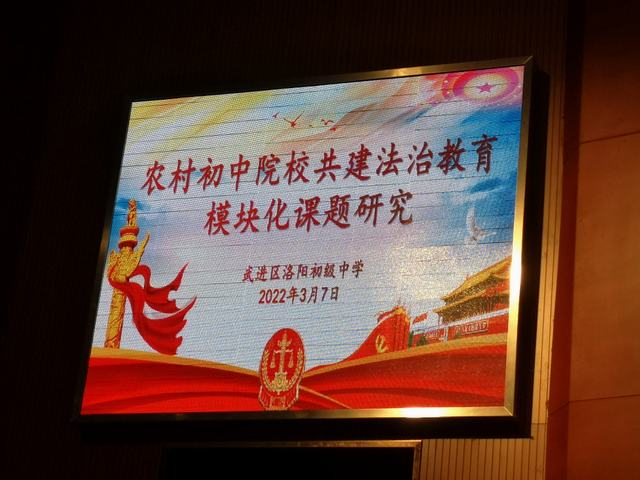 农村初中院校共建法治教育
模块化课题研究
武进区洛阳初级中学
2022年3月7日